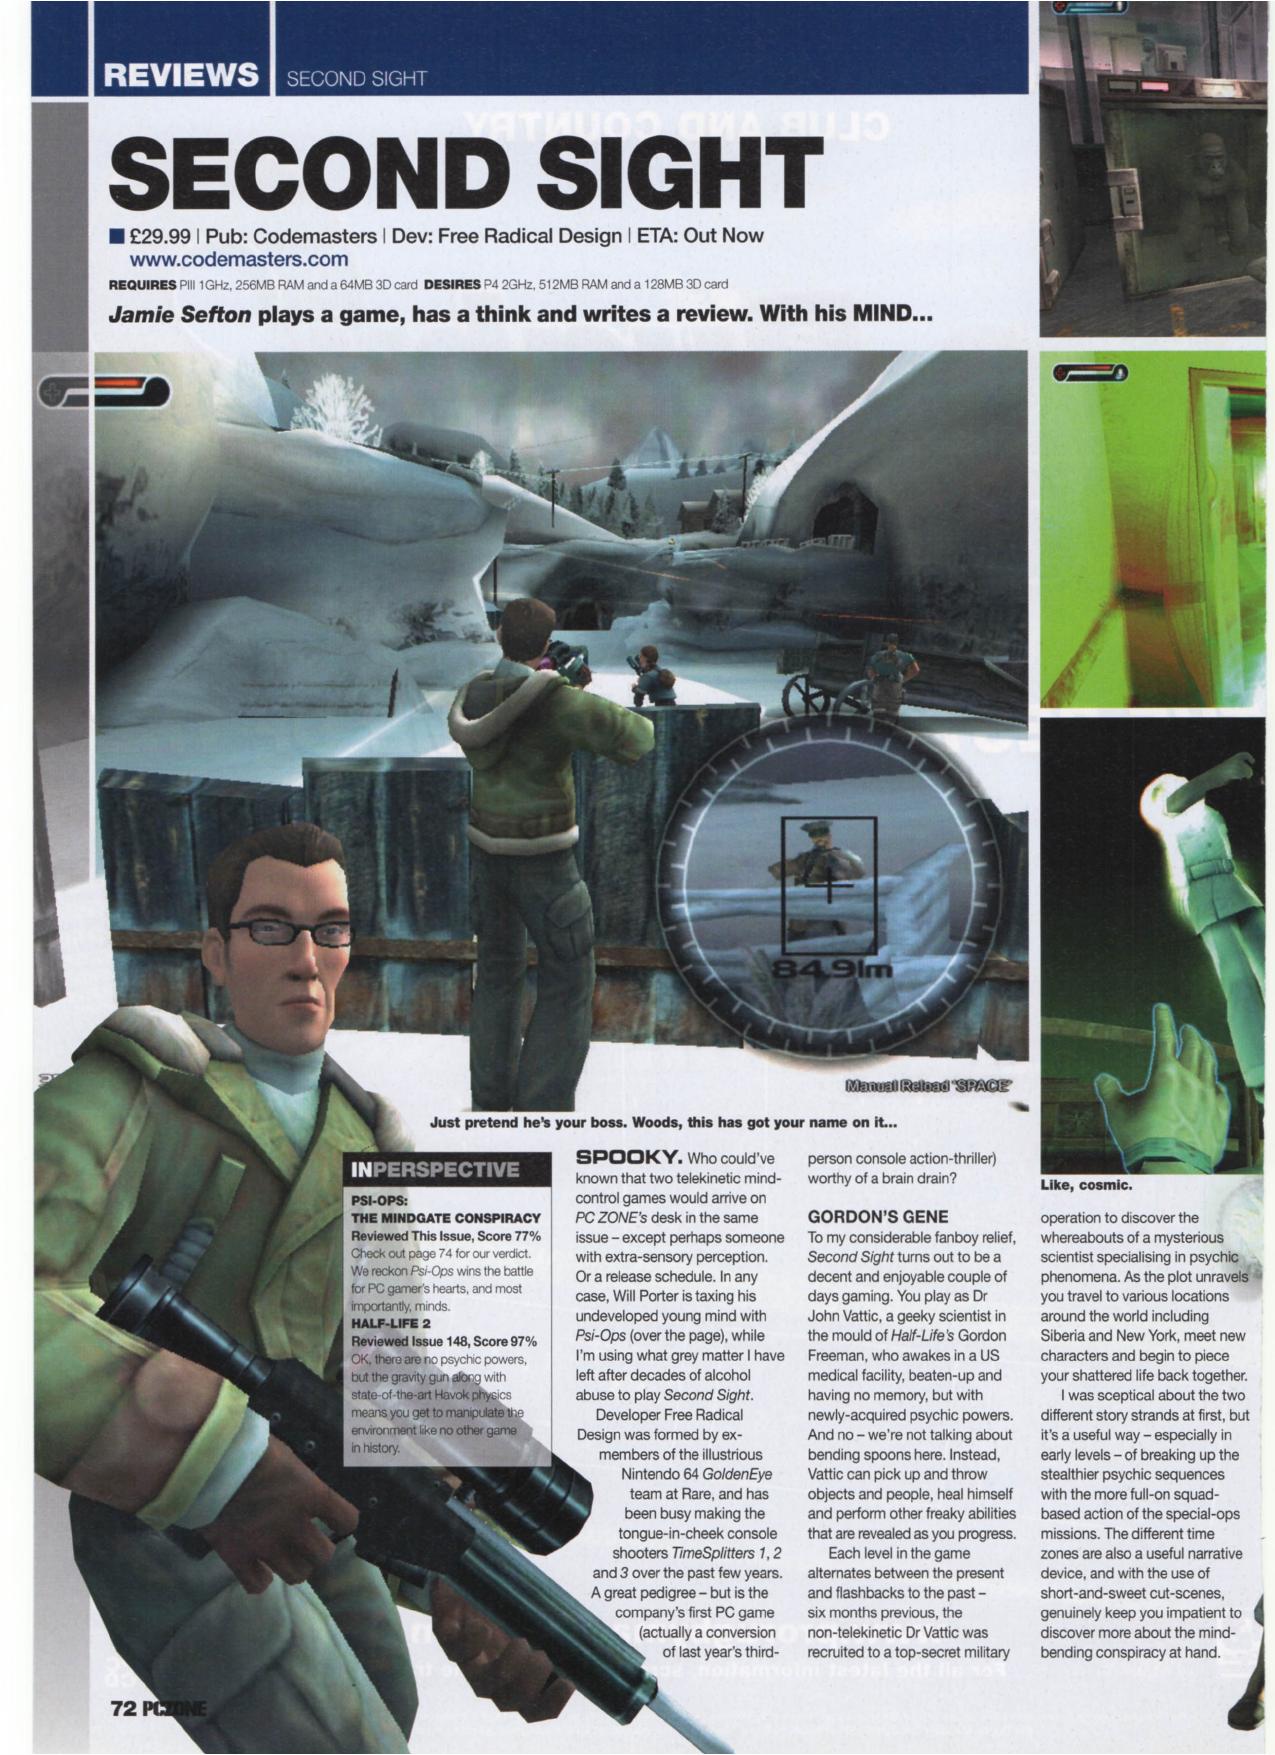 REVIEWS SECOND SIGHT
CLUB AND COUNTRY
SECOND SIGHT
£29.99 | Pub: Codemasters | Dev: Free Radical Design | ETA: Out Now
www.codemasters.com
REQUIRES PIII 1GHz, 256MB RAM and a 64MB 3D card DESIRES P4 2GHz, 512MB RAM and a 128MB 3D card
Jamie Sefton plays a game, has a think and writes a review. With his MIND...
84.91m
Manual Reload 'SPACE'
Just pretend he's your boss. Woods, this has got your name on it...
INPERSPECTIVE
PSI-OPS:
THE MINDGATE CONSPIRACY
Reviewed This Issue, Score 77%
Check out page 74 for our verdict.
We reckon Psi-Ops wins the battle
for PC gamer's hearts, and most
importantly, minds.
HALF-LIFE 2
Reviewed Issue 148, Score 97%
OK, there are no psychic powers,
but the gravity gun along with
state-of-the-art Havok physics
means you get to manipulate the
environment like no other game
in history.
SPOOKY. Who could've
known that two telekinetic mind-
control games would arrive on
PC ZONE's desk in the same
issue – except perhaps someone
with extra-sensory perception.
Or a release schedule. In any
case, Will Porter is taxing his
undeveloped young mind with
Psi-Ops (over the page), while
I'm using what grey matter I have
left after decades of alcohol
abuse to play Second Sight.
Developer Free Radical
Design was formed by ex-
members of the illustrious
Nintendo 64 GoldenEye
team at Rare, and has
been busy making the
tongue-in-cheek console
shooters TimeSplitters 1, 2
and 3 over the past few years.
A great pedigree – but is the
company's first PC game
(actually a conversion
of last year's third-
person console action-thriller)
worthy of a brain drain?
GORDON'S GENE
To my considerable fanboy relief,
Second Sight turns out to be a
decent and enjoyable couple of
days gaming. You play as Dr
John Vattic, a geeky scientist in
the mould of Half-Life's Gordon
Freeman, who awakes in a US
medical facility, beaten-up and
having no memory, but with
newly-acquired psychic powers.
And no – we're not talking about
bending spoons here. Instead,
Vattic can pick up and throw
objects and people, heal himself
and perform other freaky abilities
that are revealed as you progress.
Each level in the game
alternates between the present
and flashbacks to the past –
six months previous, the
non-telekinetic Dr Vattic was
recruited to a top-secret military
Like, cosmic.
operation to discover the
whereabouts of a mysterious
scientist specialising in psychic
phenomena. As the plot unravels
you travel to various locations
around the world including
Siberia and New York, meet new
characters and begin to piece
your shattered life back together.
I was sceptical about the two
different story strands at first, but
it's a useful way – especially in
early levels – of breaking up the
stealthier psychic sequences
with the more full-on squad-
based action of the special-ops
missions. The different time
zones are also a useful narrative
device, and with the use of
short-and-sweet cut-scenes,
genuinely keep you impatient to
discover more about the mind-
bending conspiracy at hand.
72 PCZONE